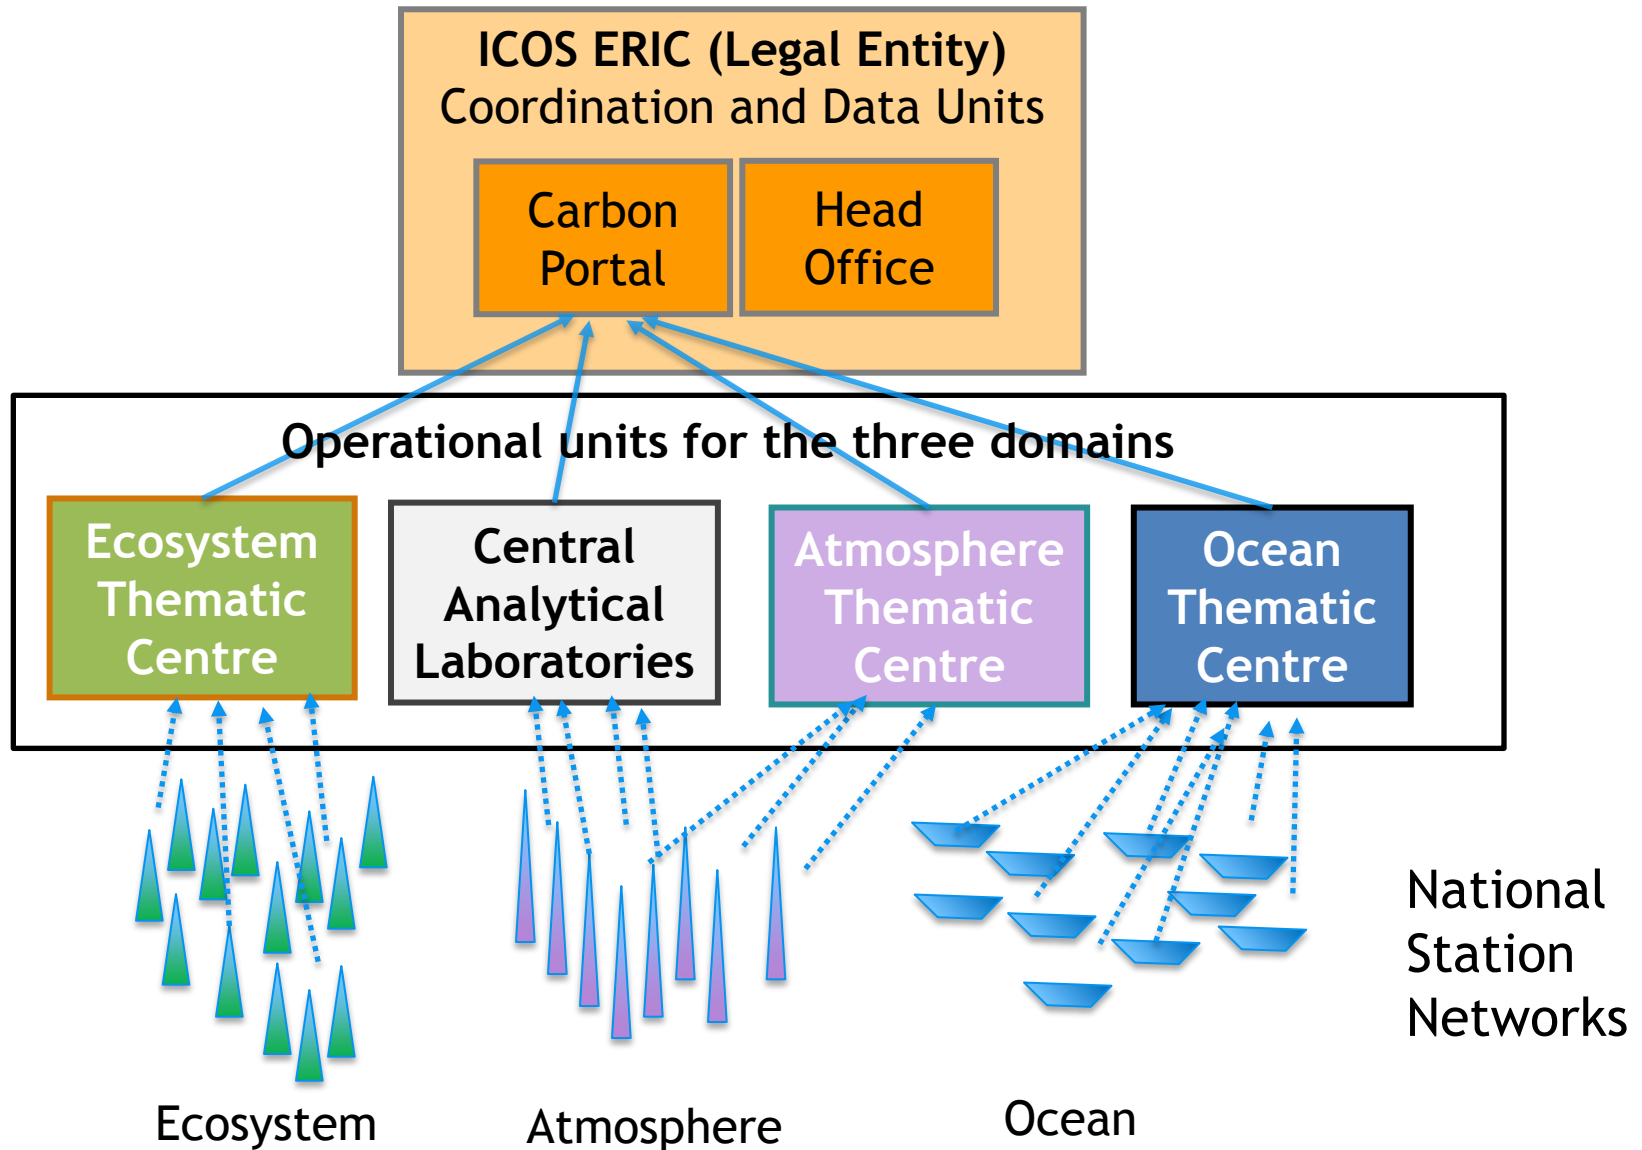 ICOS ERIC (Legal Entity)
Coordination and Data Units
Carbon
Portal
Head
Office
Operational units for the three domains
Ecosystem
Thematic
Centre
Central
Analytical
Laboratories
Atmosphere
Thematic
Centre
Ocean
Thematic
Centre
National
Station
Networks
Ecosystem
Atmosphere
Ocean